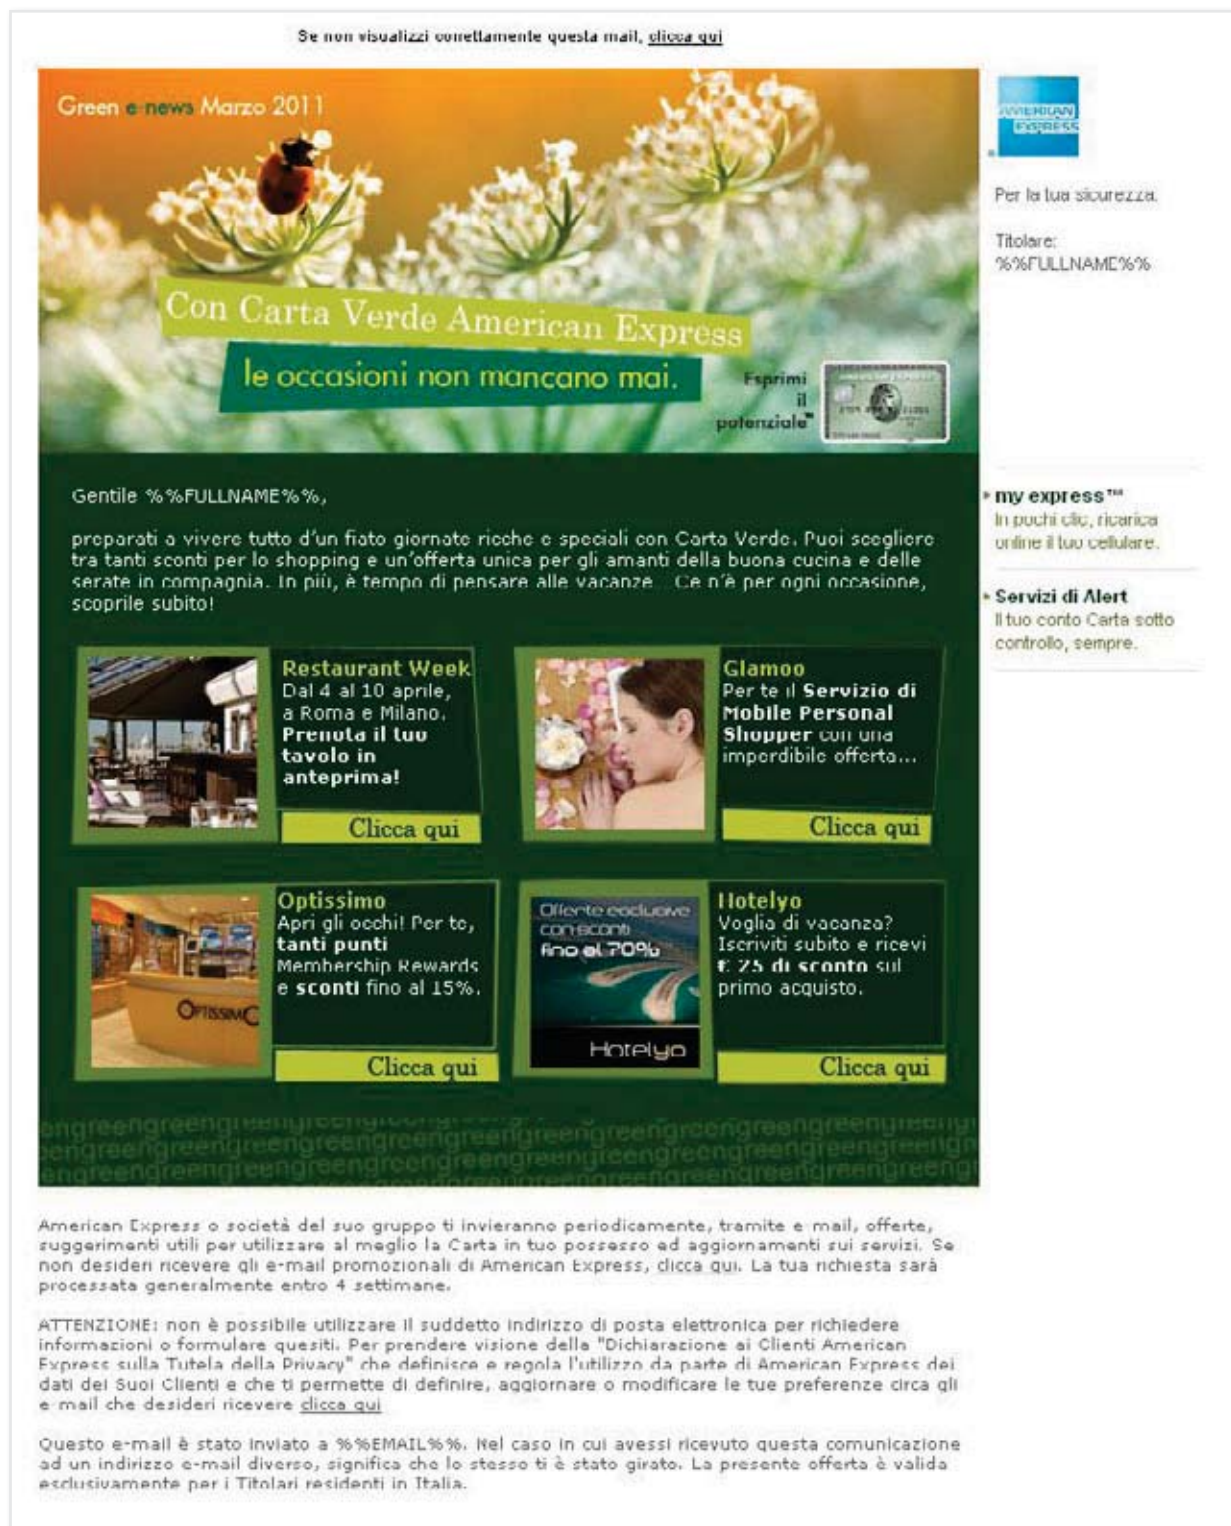 Se non visualizzi correttamente questa mail, clicca qui
Green e-news Marzo 2011
AMERICAN
EXPRESS
Per la tua sicurezza:
Titolare:
%%FULLNAME%%
Con Carta Verde American Express
le occasioni non mancano mai.
Esprimi
il
potenziale™
Gentile %%FULLNAME%%,
preparati a vivere tutto d'un fiato giornate ricche e speciali con Carta Verde. Puoi scegliere
tra tanti sconti per lo shopping e un'offerta unica per gli amanti della buona cucina e delle
serate in compagnia. In più, è tempo di pensare alle vacanze... Ce n'è per ogni occasione,
scoprile subito!
my express™
In pochi clic, ricarica
online il tuo cellulare.
Servizi di Alert
Il tuo conto Carta sotto
controllo, sempre.
Restaurant Week
Dal 4 al 10 aprile,
a Roma e Milano.
Prenota il tuo
tavolo in
anteprima!
Clicca qui
Glamoo
Per te il Servizio di
Mobile Personal
Shopper con una
imperdibile offerta...
Clicca qui
OPTISSIMO
Optissimo
Apri gli occhi! Per te,
tanti punti
Membership Rewards
e sconti fino al 15%.
Clicca qui
Offerte esclusive
con sconti
fino al 70%
Hotelyo
Hotelyo
Voglia di vacanza?
Iscriviti subito e ricevi
€ 25 di sconto sul
primo acquisto.
Clicca qui
engreengreengreengreengreengreengreengreengreengreengreeng
American Express o società del suo gruppo ti invieranno periodicamente, tramite e-mail, offerte,
suggerimenti utili per utilizzare al meglio la Carta in tuo possesso ed aggiornamenti sui servizi. Se
non desideri ricevere gli e-mail promozionali di American Express, clicca qui. La tua richiesta sarà
processata generalmente entro 4 settimane.
ATTENZIONE: non è possibile utilizzare il suddetto indirizzo di posta elettronica per richiedere
informazioni o formulare quesiti. Per prendere visione della "Dichiarazione ai Clienti American
Express sulla Tutela della Privacy" che definisce e regola l'utilizzo da parte di American Express dei
dati dei Suoi Clienti e che ti permette di definire, aggiornare o modificare le tue preferenze circa gli
e-mail che desideri ricevere clicca qui
Questo e-mail è stato inviato a %%EMAIL%%. Nel caso in cui avessi ricevuto questa comunicazione
ad un indirizzo e-mail diverso, significa che lo stesso ti è stato girato. La presente offerta è valida
esclusivamente per i Titolari residenti in Italia.